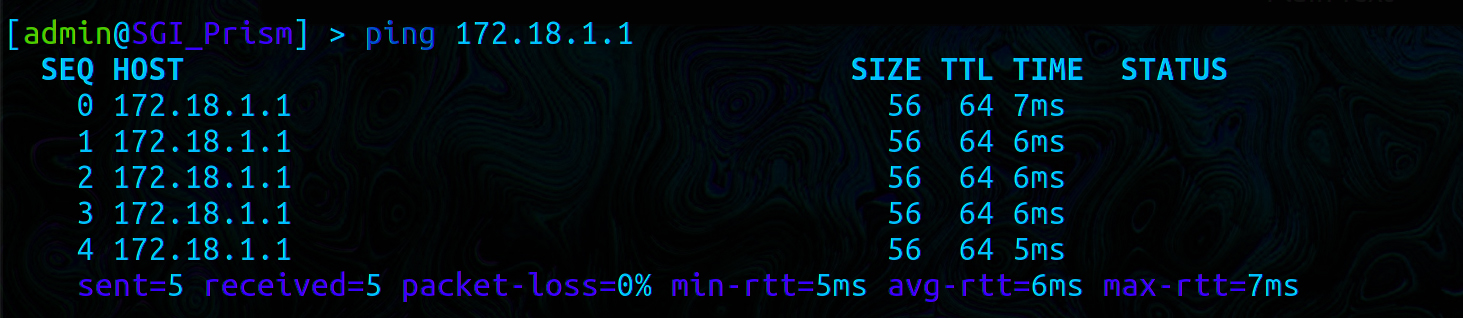 [admin@SGI_Prism] > ping 172.18.1.1
SEQ HOST SIZE TTL TIME STATUS
0 172.18.1.1 56 64 7ms
1 172.18.1.1 56 64 6ms
2 172.18.1.1 56 64 6ms
3 172.18.1.1 56 64 6ms
4 172.18.1.1 56 64 5ms
sent=5 received=5 packet-loss=0% min-rtt=5ms avg-rtt=6ms max-rtt=7ms